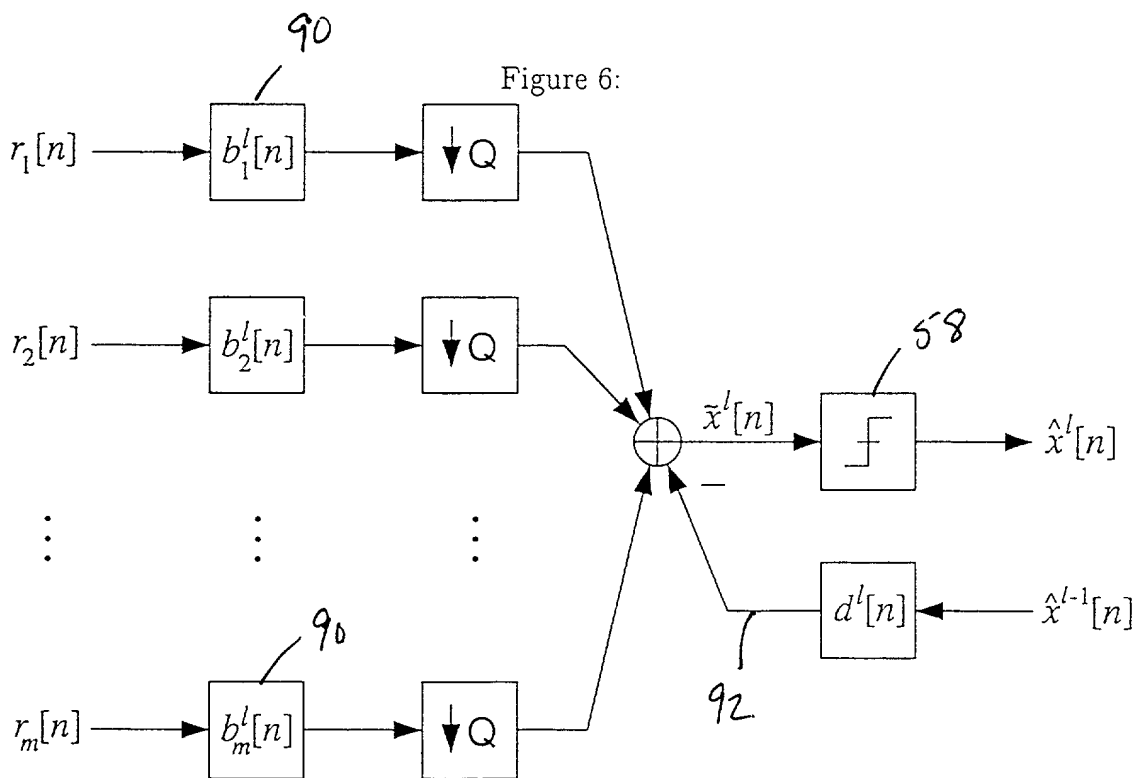 90
Figure 6:
r₁[n] b₁ˡ[n] ↓ Q
r₂[n] b₂ˡ[n] ↓ Q
58
x̃ˡ[n] x̂ˡ[n]
−
dˡ[n] x̂ˡ⁻¹[n]
92
90
rₘ[n] bₘˡ[n] ↓ Q